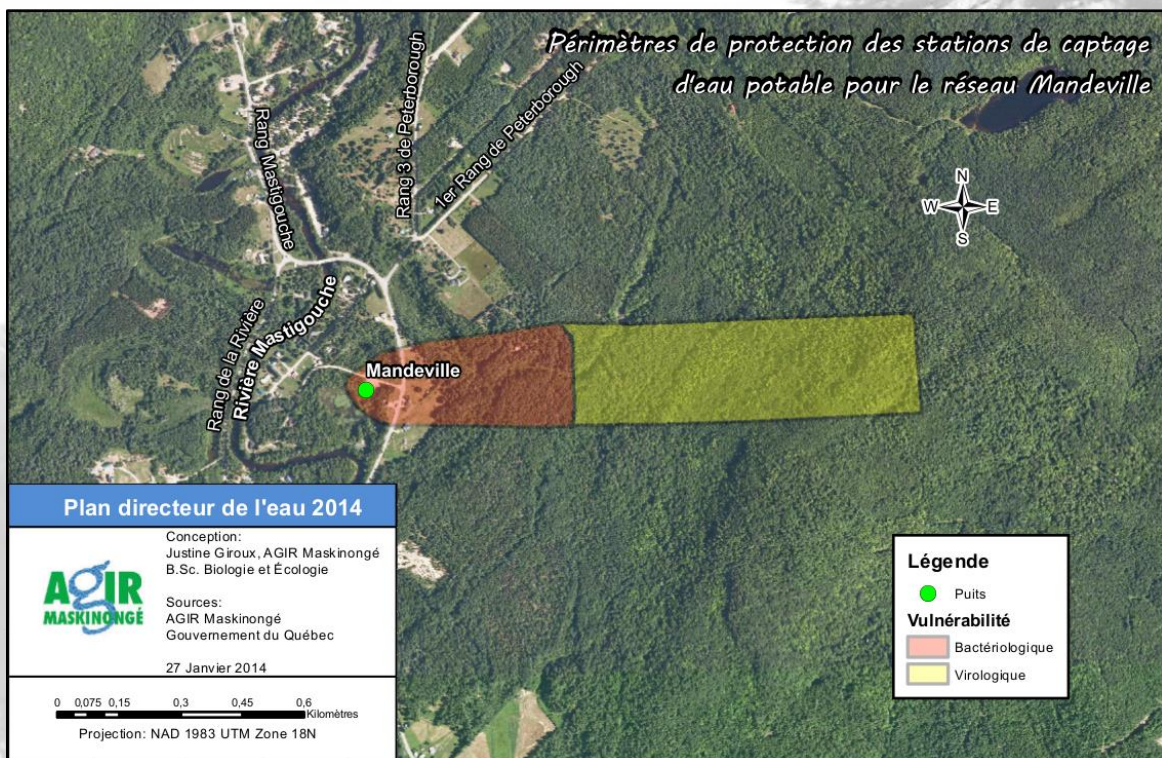 Périmètres de protection des stations de captage
d'eau potable pour le réseau Mandeville
Rang Mastigouche
Rang 3 de Peterborough
1er Rang de Peterborough
N
W E
S
Rang de la Rivière
Rivière Mastigouche
Mandeville
Plan directeur de l'eau 2014
AGIR
MASKINONGÉ
Conception:
Justine Giroux, AGIR Maskinongé
B.Sc. Biologie et Écologie
Sources:
AGIR Maskinongé
Gouvernement du Québec
27 Janvier 2014
0 0,075 0,15 0,3 0,45 0,6
Kilomètres
Projection: NAD 1983 UTM Zone 18N
Légende
Puits
Vulnérabilité
Bactériologique
Virologique